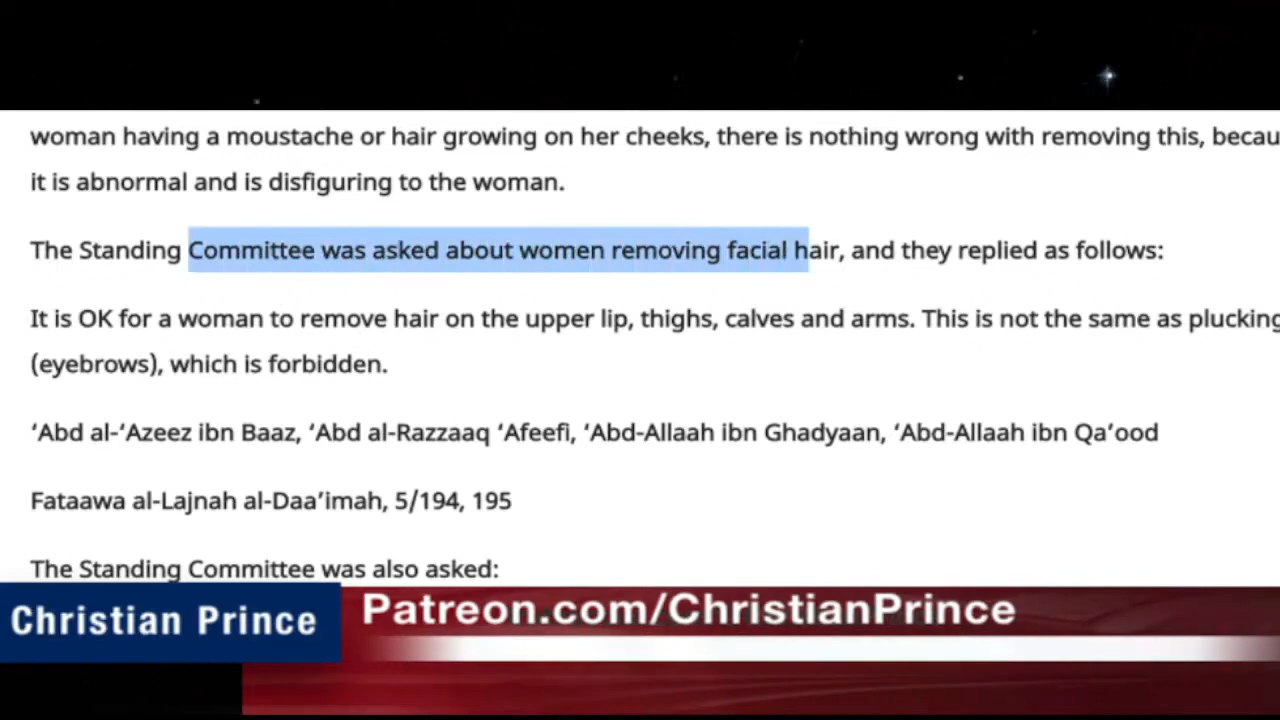 woman having a moustache or hair growing on her cheeks, there is nothing wrong with removing this,
it is abnormal and is disfiguring to the woman.
The Standing Committee was asked about women removing facial hair, and they replied as follows:
It is OK for a woman to remove hair on the upper lip, thighs, calves and arms. This is not the same as plucking
(eyebrows), which is forbidden.
‘Abd al-‘Azeez ibn Baaz, ‘Abd al-Razzaaq ‘Afeefi, ‘Abd-Allaah ibn Ghadyaan, ‘Abd-Allaah ibn Qa’ood
Fataawa al-Lajnah al-Daa’imah, 5/194, 195
The Standing Committee was also asked:
Christian Prince
Patreon.com/ChristianPrince